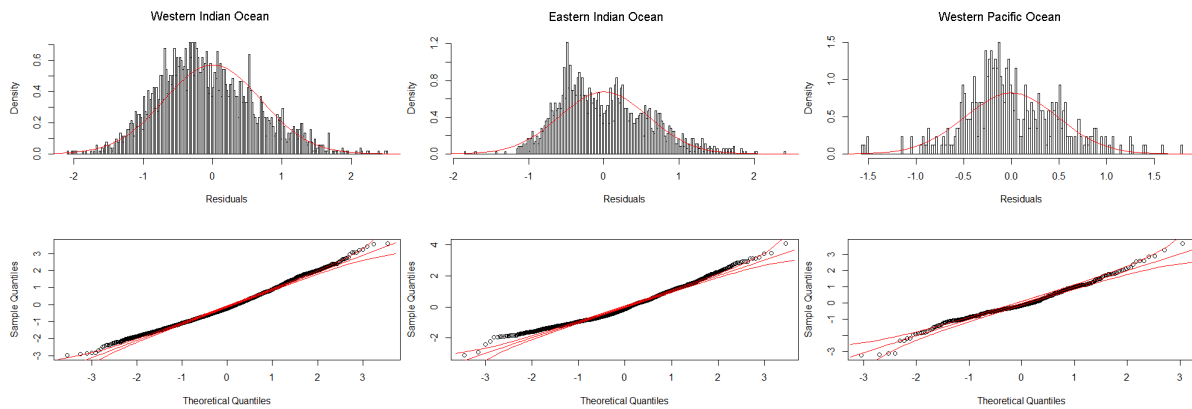 Western Indian Ocean
Density
0.0 0.2 0.4 0.6
-2 -1 0 1 2
Residuals
Eastern Indian Ocean
Density
0.0 0.4 0.8 1.2
-2 -1 0 1 2
Residuals
Western Pacific Ocean
Density
0.0 0.5 1.0 1.5
-1.5 -0.5 0.0 0.5 1.0 1.5
Residuals
Sample Quantiles
-3 -2 -1 0 1 2 3
-3 -2 -1 0 1 2 3
Theoretical Quantiles
Sample Quantiles
-2 0 2 4
-3 -2 -1 0 1 2 3
Theoretical Quantiles
Sample Quantiles
-3 -1 0 1 2 3
-3 -2 -1 0 1 2 3
Theoretical Quantiles